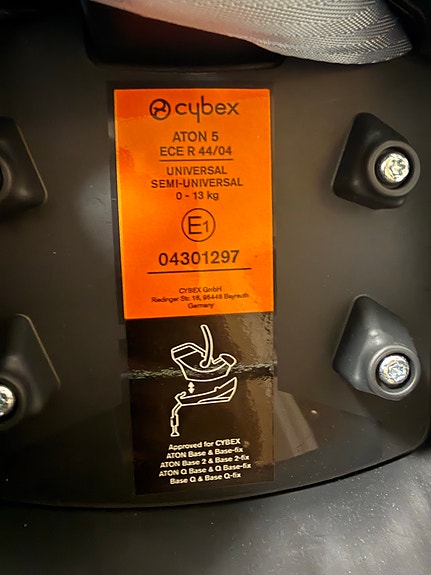 cybex
ATON 5
ECE R 44/04
UNIVERSAL
SEMI-UNIVERSAL
0 - 13 kg
E1
04301297
CYBEX GmbH
Riedinger Str. 18, 95448 Bayreuth
Germany
Approved for CYBEX
ATON Base & Base-fix
ATON Base 2 & Base 2-fix
ATON Q Base & Q Base-fix
Base Q & Base Q-fix